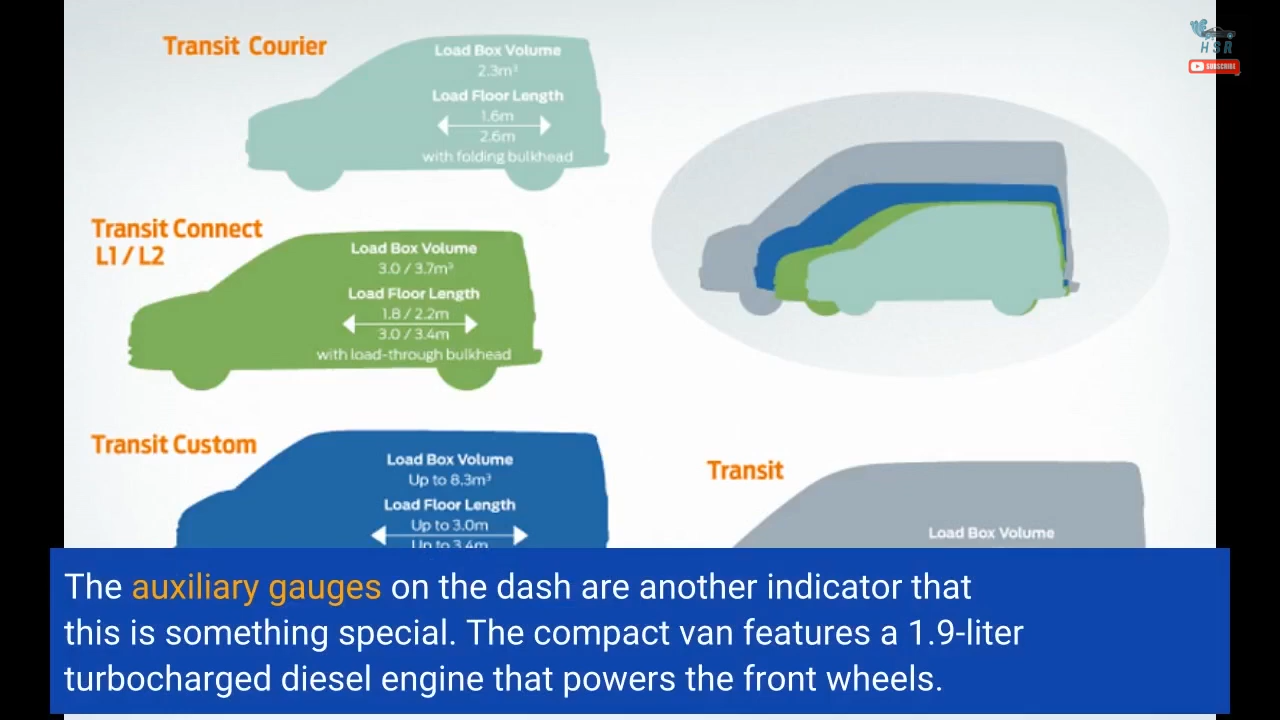 Transit Courier
Load Box Volume
2.3m³
Load Floor Length
1.6m
2.6m
with folding bulkhead
HSR
SUBSCRIBE
Transit Connect
L1 / L2
Load Box Volume
3.0 / 3.7m³
Load Floor Length
1.8 / 2.2m
3.0 / 3.4m
with load-through bulkhead
Transit Custom
Load Box Volume
Up to 8.3m³
Load Floor Length
Up to 3.0m
Up to 3.4m
Transit
Load Box Volume
The auxiliary gauges on the dash are another indicator that
this is something special. The compact van features a 1.9-liter
turbocharged diesel engine that powers the front wheels.